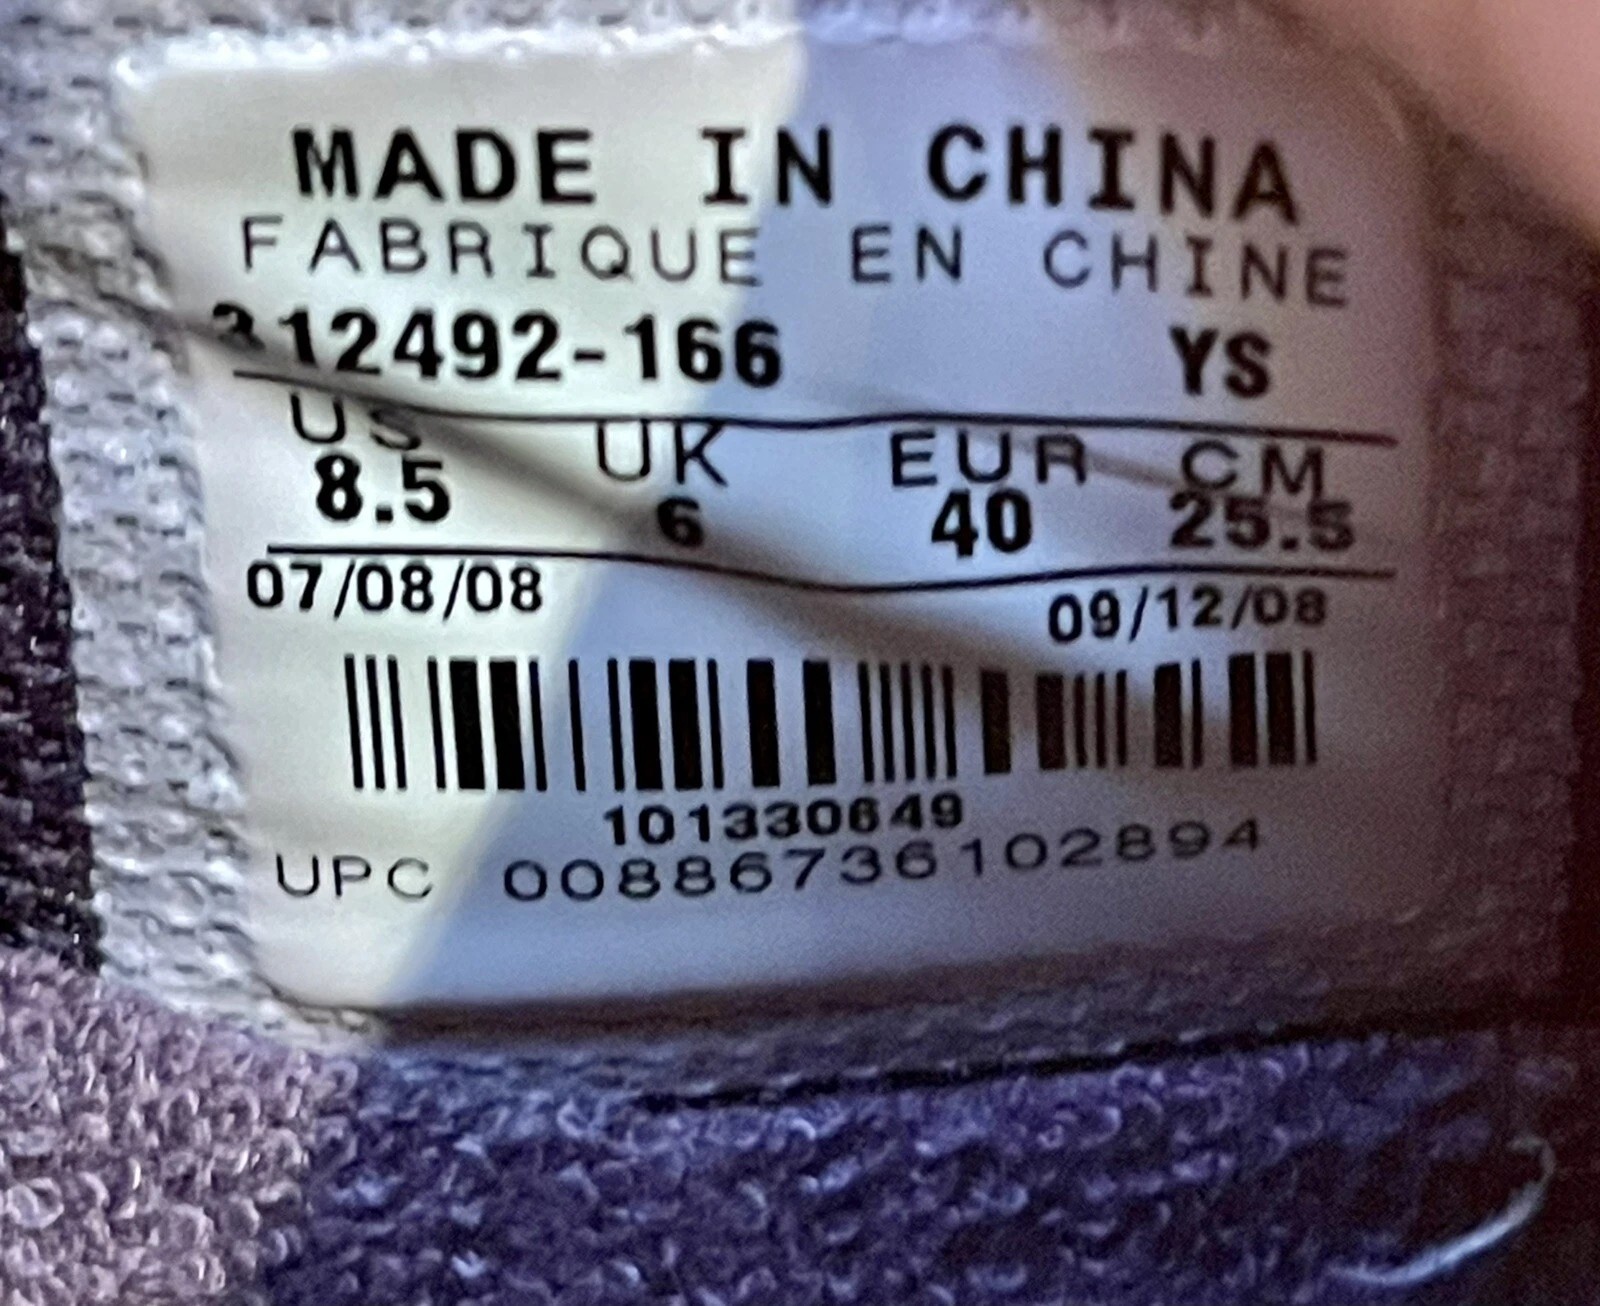 MADE IN CHINA
FABRIQUE EN CHINE
312492-166 YS
US UK EUR CM
8.5 6 40 25.5
07/08/08 09/12/08
101330649
UPC 00886736102894